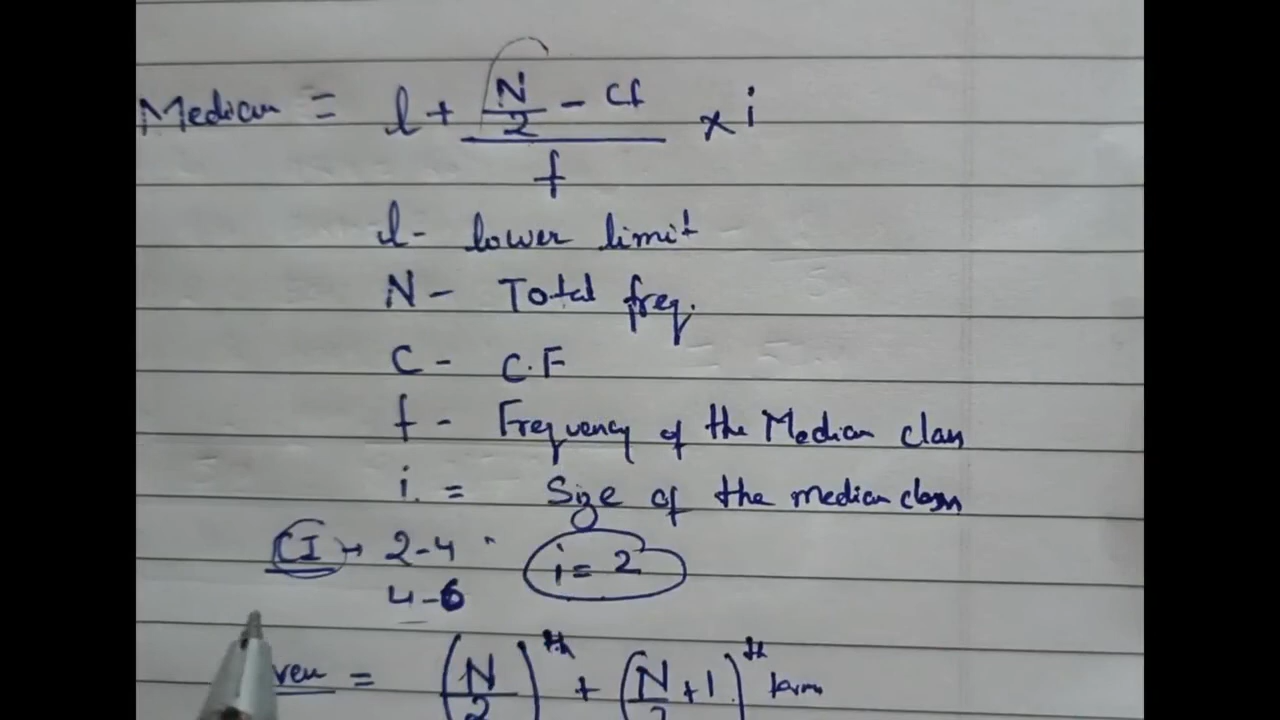 Median = l + (N/2 - Cf)/f × i
l - lower limit
N - Total freq.
C - C.F
f - Frequency of the Median class
i = Size of the median class
CI → 2-4 i = 2
4-6
= (N/2)th + (N/2 + 1)th term